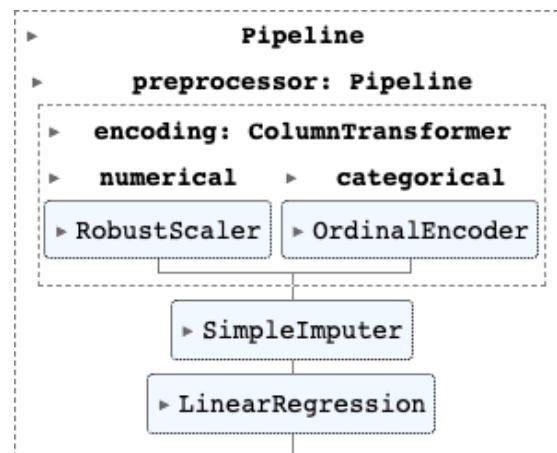 Pipeline
preprocessor: Pipeline
encoding: ColumnTransformer
numerical categorical
RobustScaler OrdinalEncoder
SimpleImputer
LinearRegression